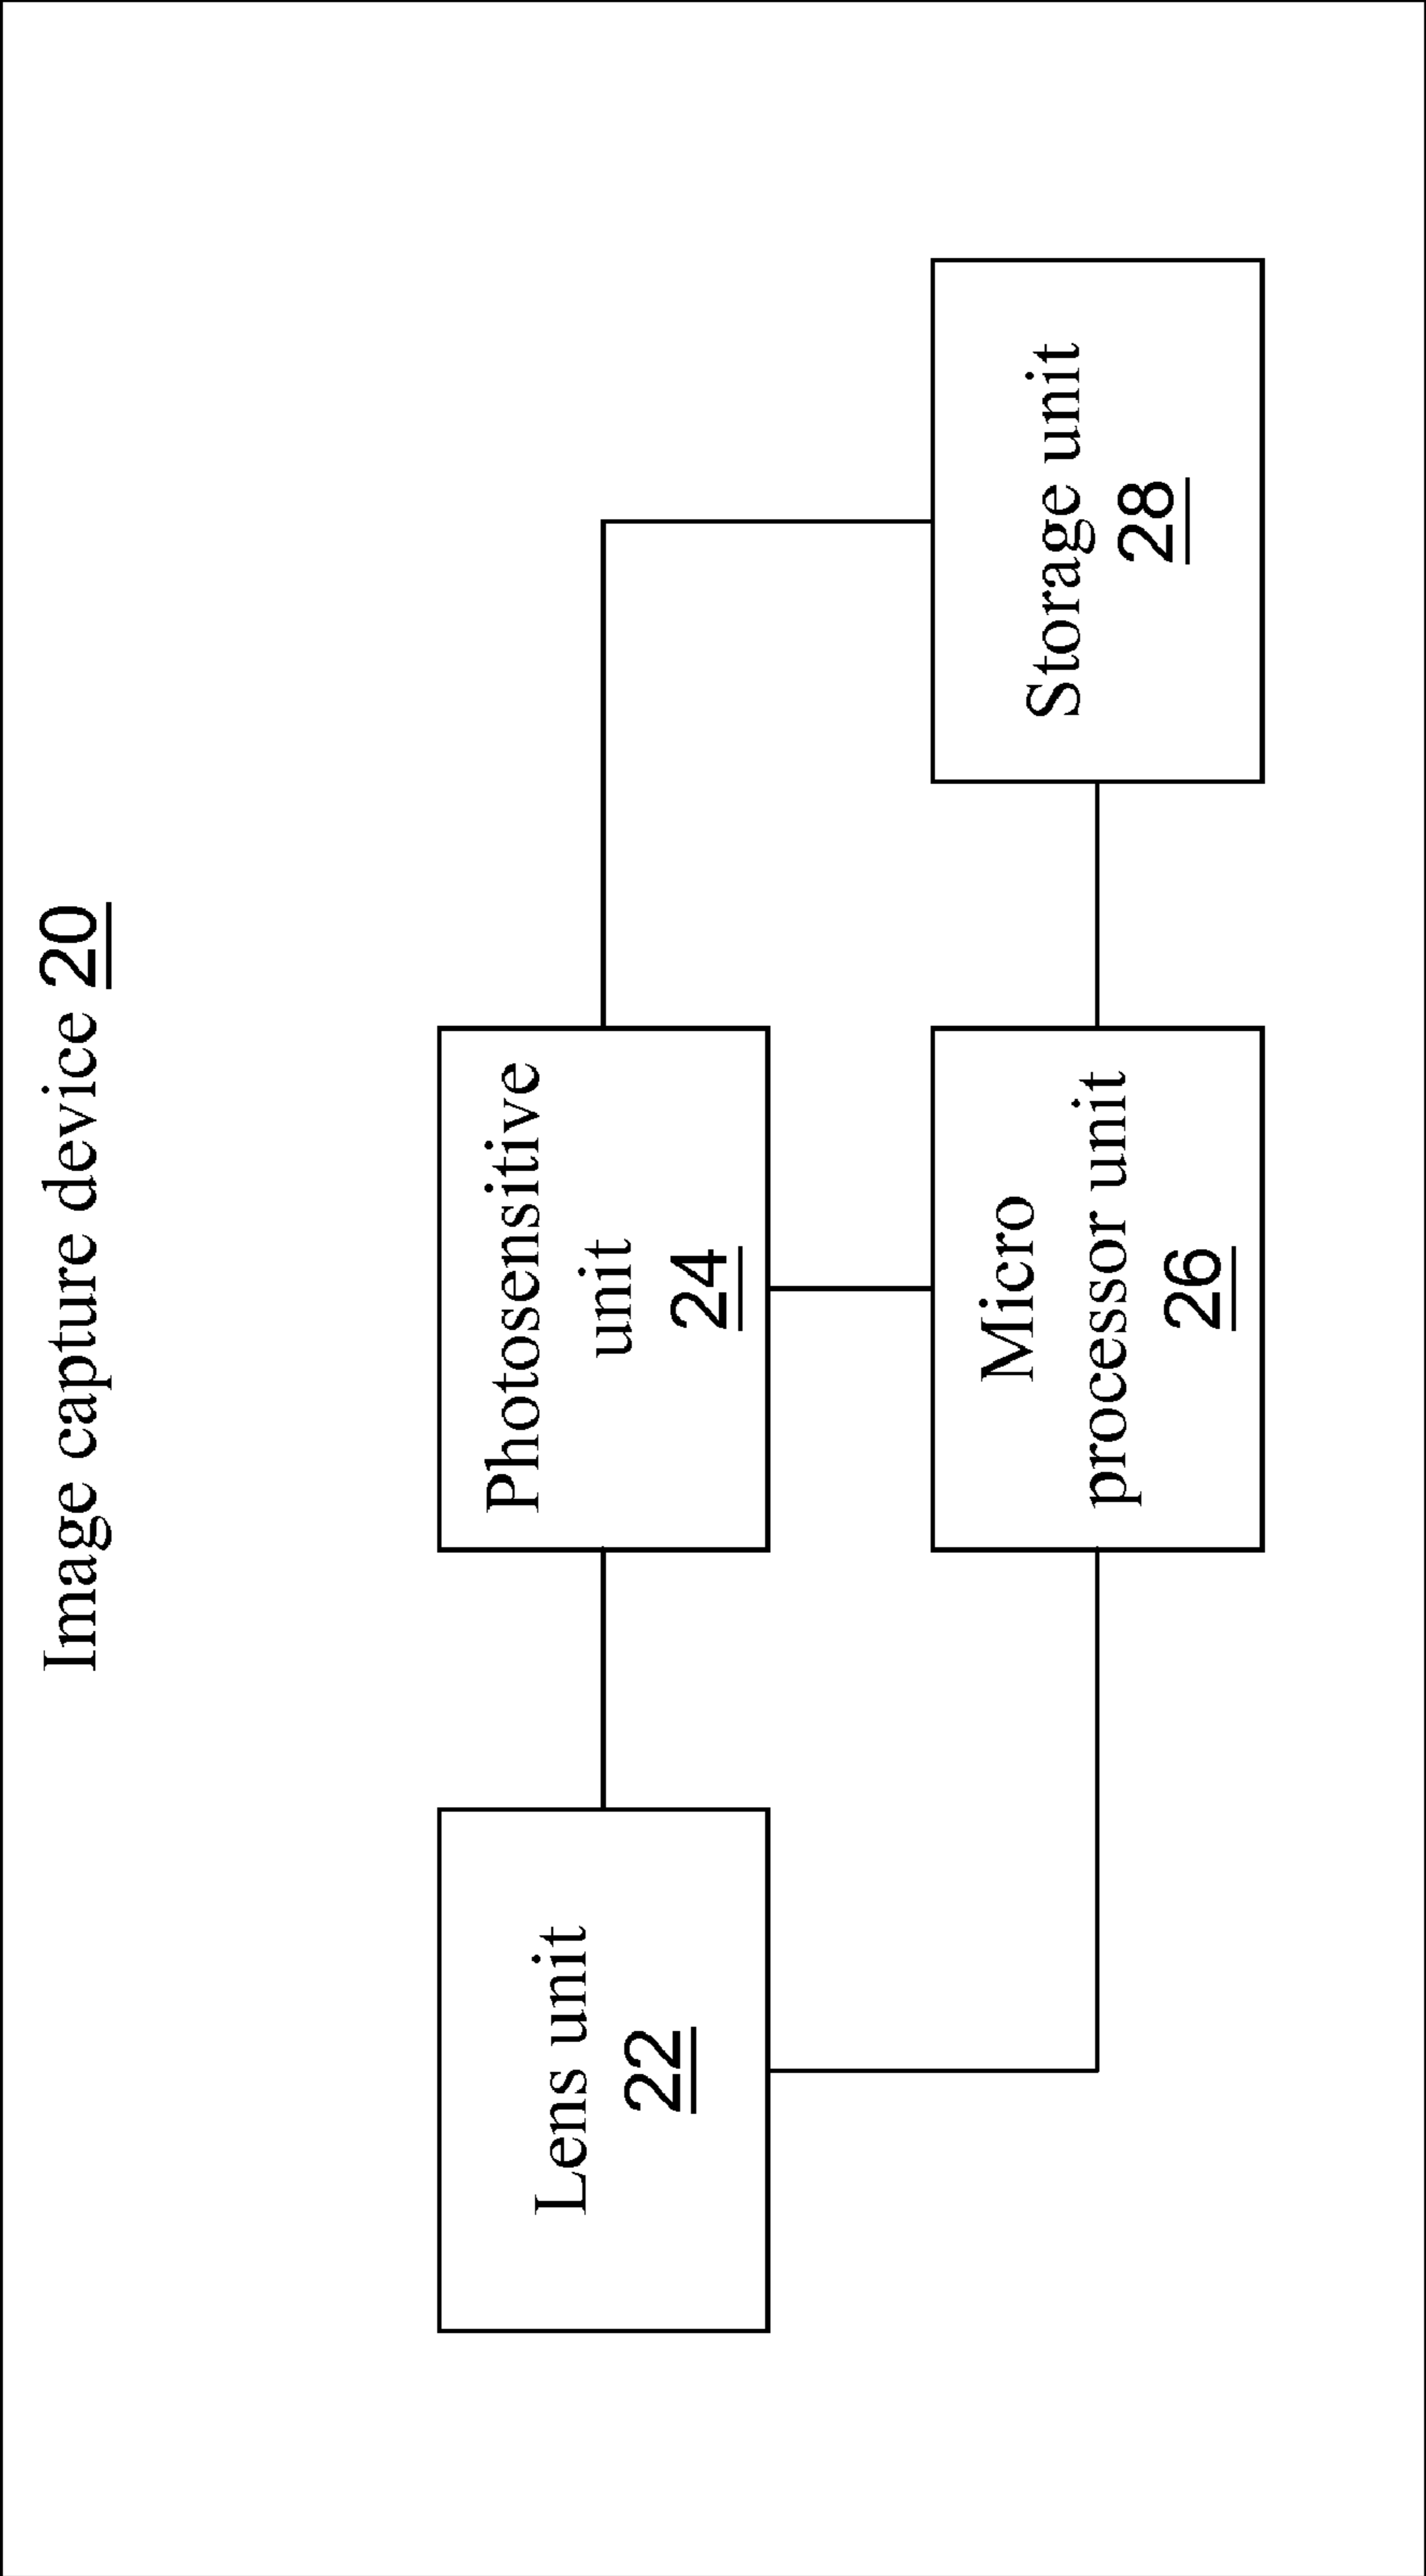 Image capture device 20
Lens unit
22
Photosensitive
unit
24
Micro
processor unit
26
Storage unit
28